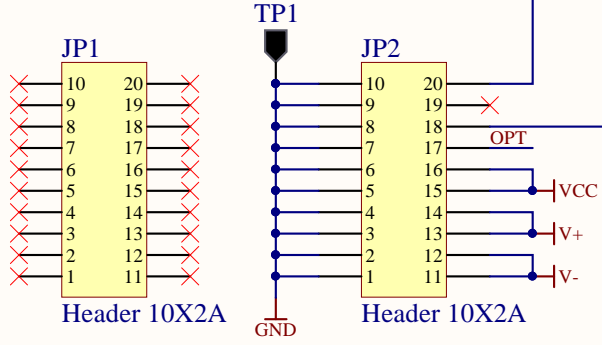 TP1
JP1
JP2
10 20
9 19
8 18
7 17
6 16
5 15
4 14
3 13
2 12
1 11
Header 10X2A
10 20
9 19
8 18
7 17 OPT
6 16
5 15 VCC
4 14
3 13 V+
2 12
1 11 V-
Header 10X2A
GND